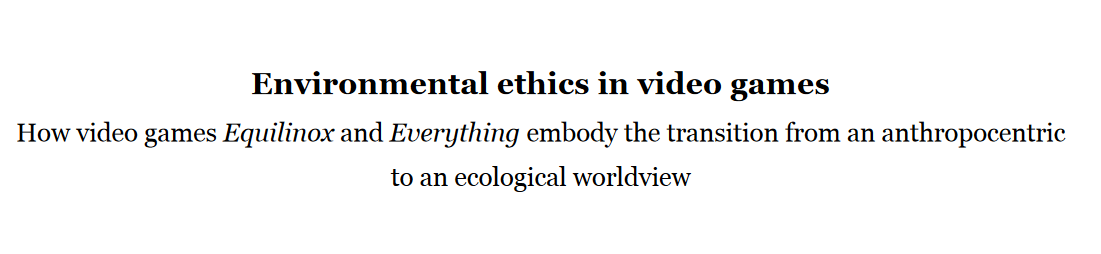 Environmental ethics in video games
How video games Equilinox and Everything embody the transition from an anthropocentric
to an ecological worldview